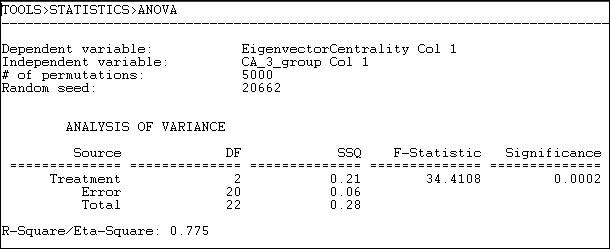 TOOLS>STATISTICS>ANOVA
--------------------------------------------------------------------------------
Dependent variable: EigenvectorCentrality Col 1
Independent variable: CA_3_group Col 1
# of permutations: 5000
Random seed: 20662
ANALYSIS OF VARIANCE
Source DF SSQ F-Statistic Significance
============== ============== ============== ============== ==============
Treatment 2 0.21 34.4108 0.0002
Error 20 0.06
Total 22 0.28
R-Square/Eta-Square: 0.775